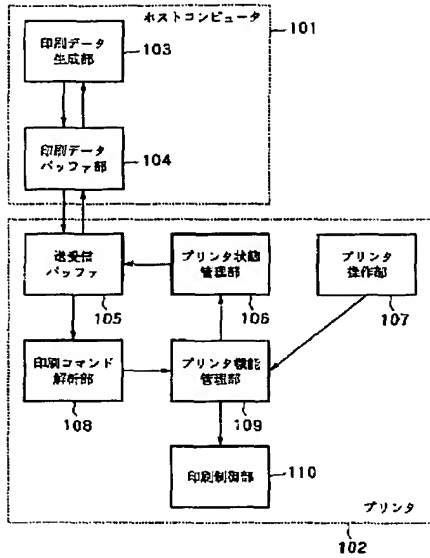 ホストコンピュータ
101
印刷データ
生成部
103
印刷データ
バッファ部
104
送受信
バッファ
105
プリンタ状態
管理部
106
プリンタ
操作部
107
印刷コマンド
解析部
108
プリンタ機能
管理部
109
印刷制御部
110
プリンタ
102